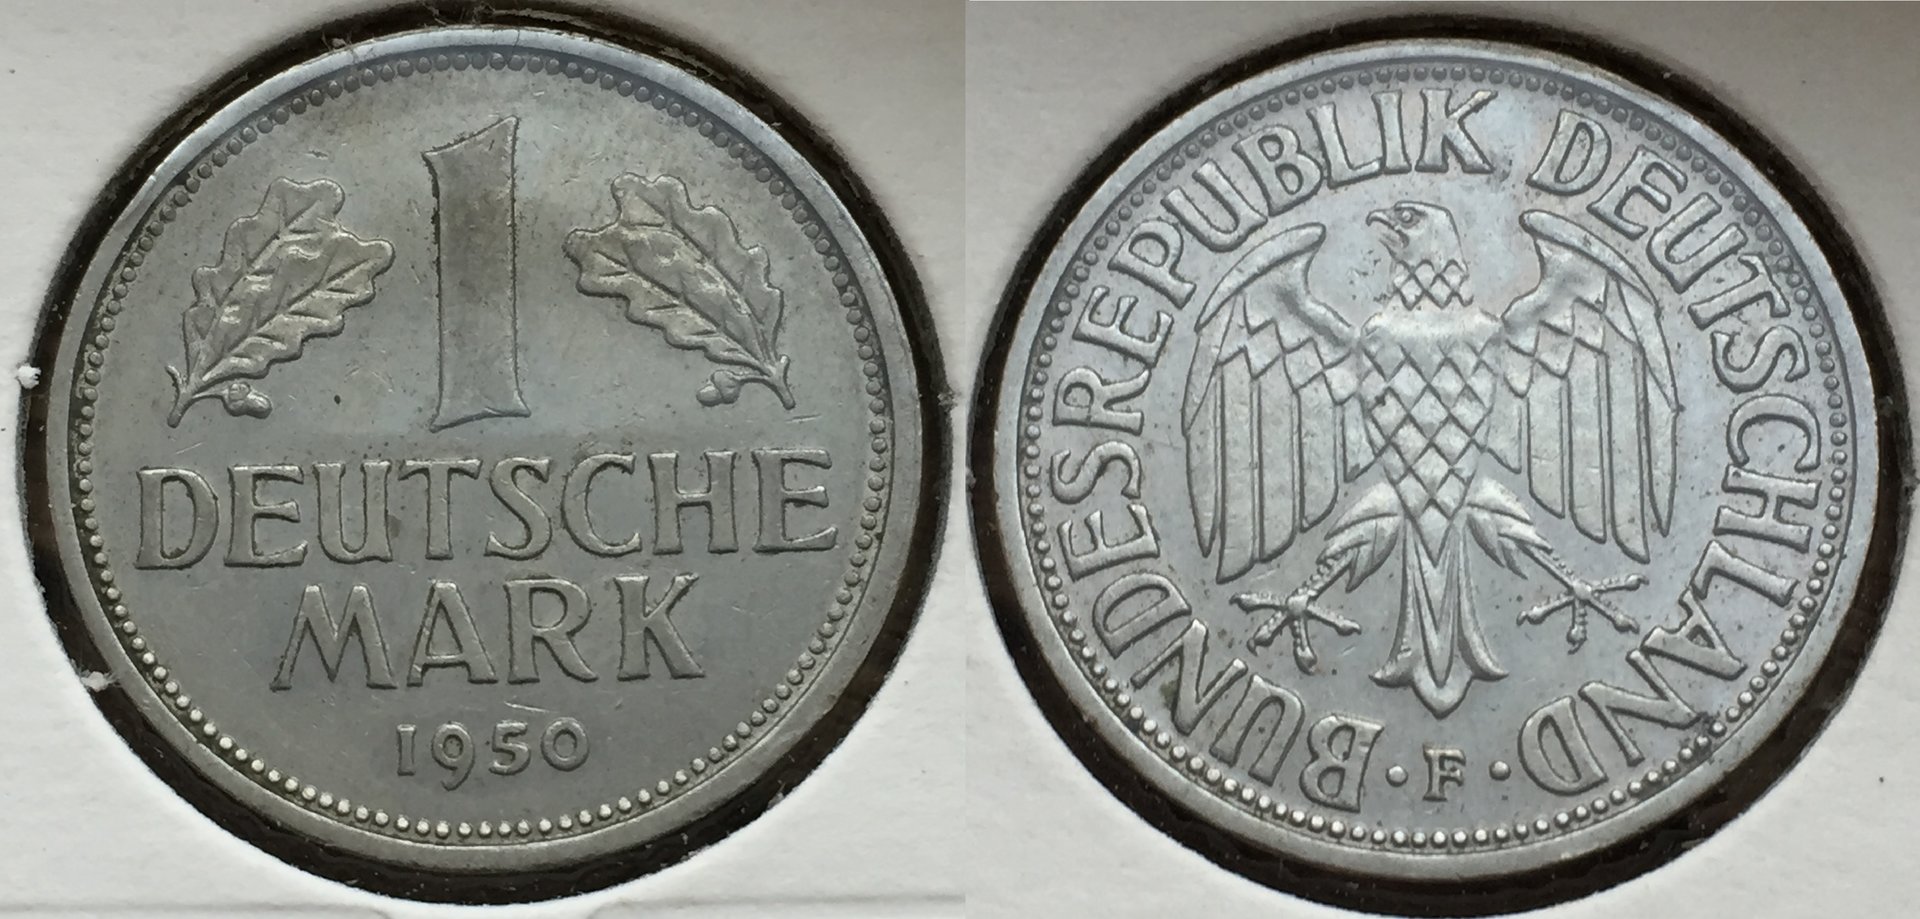 1
DEUTSCHE
MARK
1950
BUNDESREPUBLIK DEUTSCHLAND
· F ·